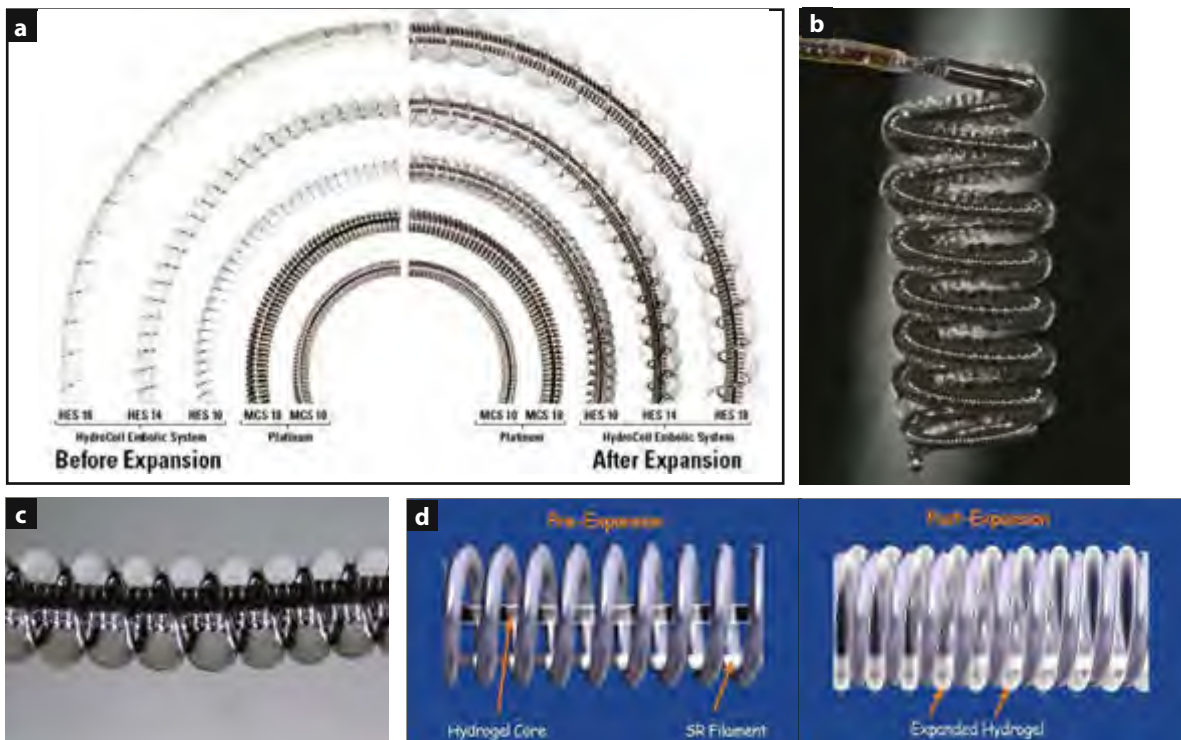 a
HES 18 HES 14 HES 10 MCS 18 MCS 10
HydroCoil Embolic System Platinum
Before Expansion
MCS 10 MCS 18 HES 10 HES 14 HES 18
Platinum HydroCoil Embolic System
After Expansion
b
c
d
Pre-Expansion
Hydrogel Core SR Filament
Post-Expansion
Expanded Hydrogel